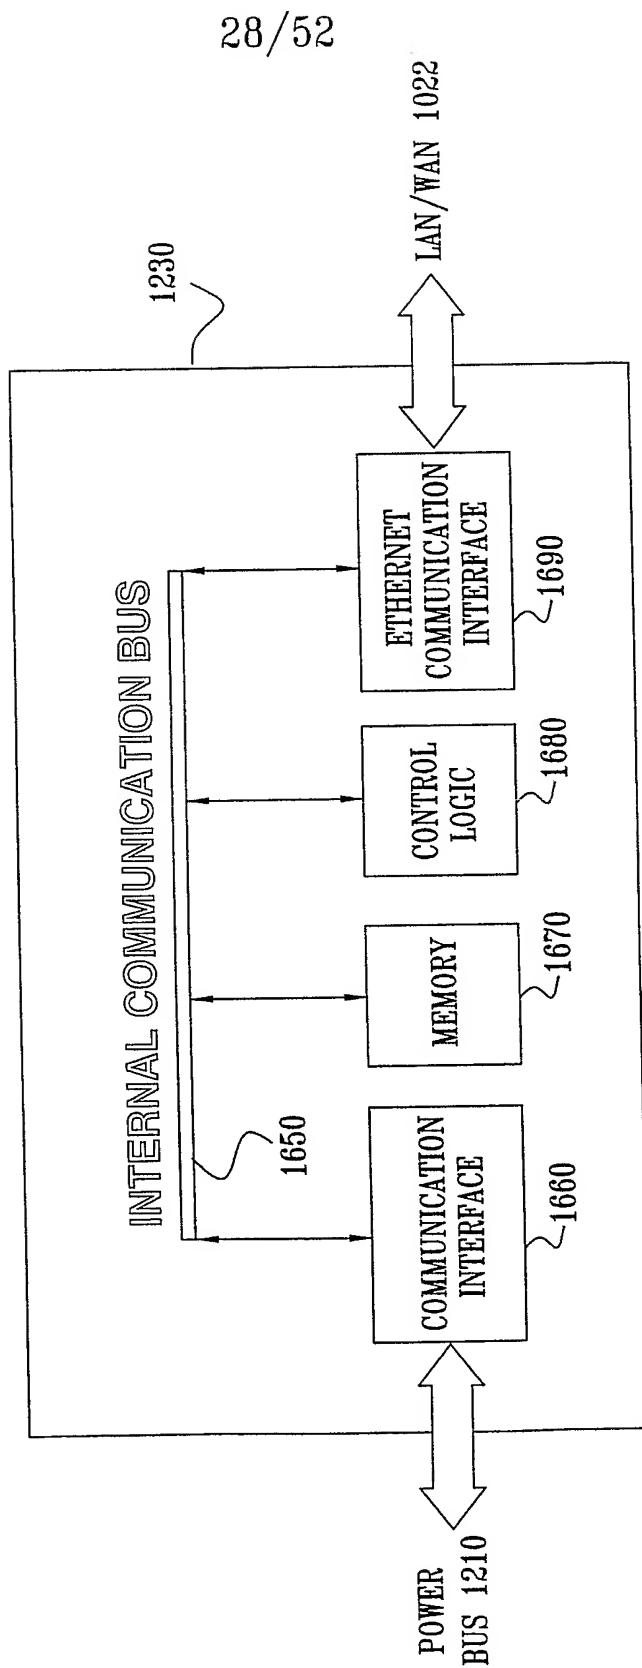 28/52
1230
INTERNAL COMMUNICATION BUS
1650
POWER
BUS 1210
COMMUNICATION
INTERFACE
1660
MEMORY
1670
CONTROL
LOGIC
1680
ETHERNET
COMMUNICATION
INTERFACE
1690
LAN/WAN 1022